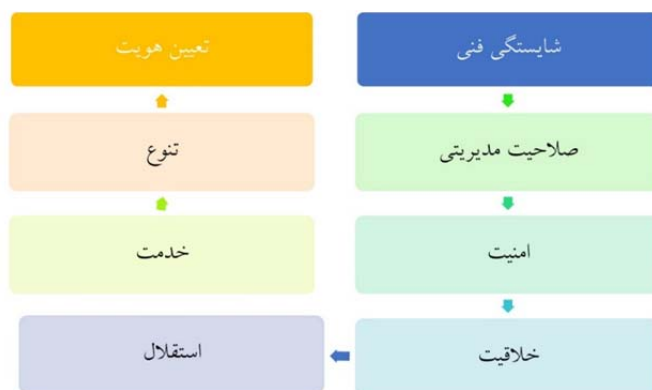 شایستگی فنی
صلاحیت مدیریتی
امنیت
خلاقیت
استقلال
خدمت
تنوع
تعیین هویت